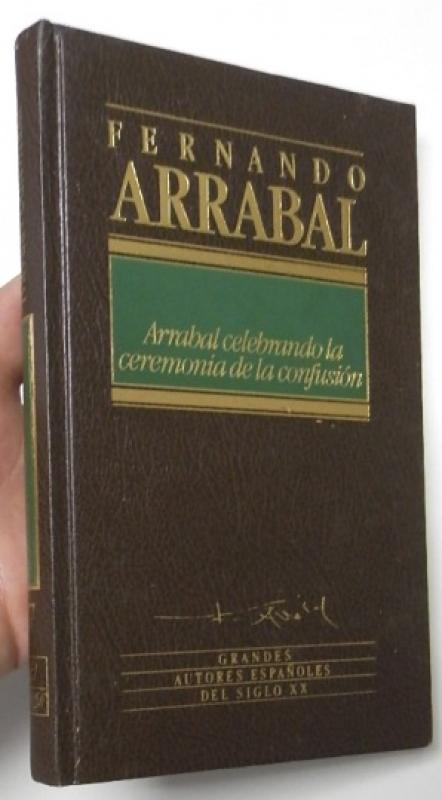 FERNANDO
ARRABAL
Arrabal celebrando la
ceremonia de la confusión
GRANDES
AUTORES ESPAÑOLES
DEL SIGLO XX